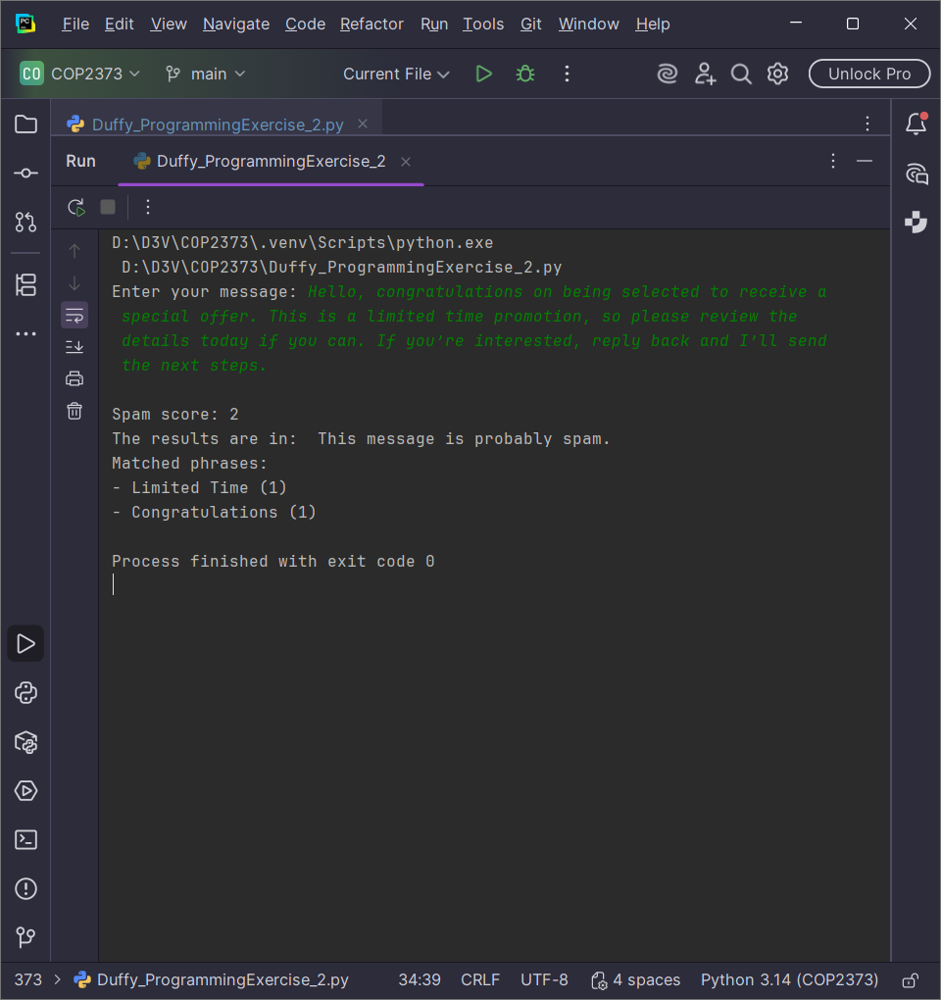 PC
File Edit View Navigate Code Refactor Run Tools Git Window Help
CO COP2373 main Current File Unlock Pro
Duffy_ProgrammingExercise_2.py
Run Duffy_ProgrammingExercise_2
D:\D3V\COP2373\.venv\Scripts\python.exe
D:\D3V\COP2373\Duffy_ProgrammingExercise_2.py
Enter your message: Hello, congratulations on being selected to receive a
special offer. This is a limited time promotion, so please review the
details today if you can. If you're interested, reply back and I'll send
the next steps.
Spam score: 2
The results are in:  This message is probably spam.
Matched phrases:
- Limited Time (1)
- Congratulations (1)
Process finished with exit code 0
373 > Duffy_ProgrammingExercise_2.py 34:39 CRLF UTF-8 4 spaces Python 3.14 (COP2373)